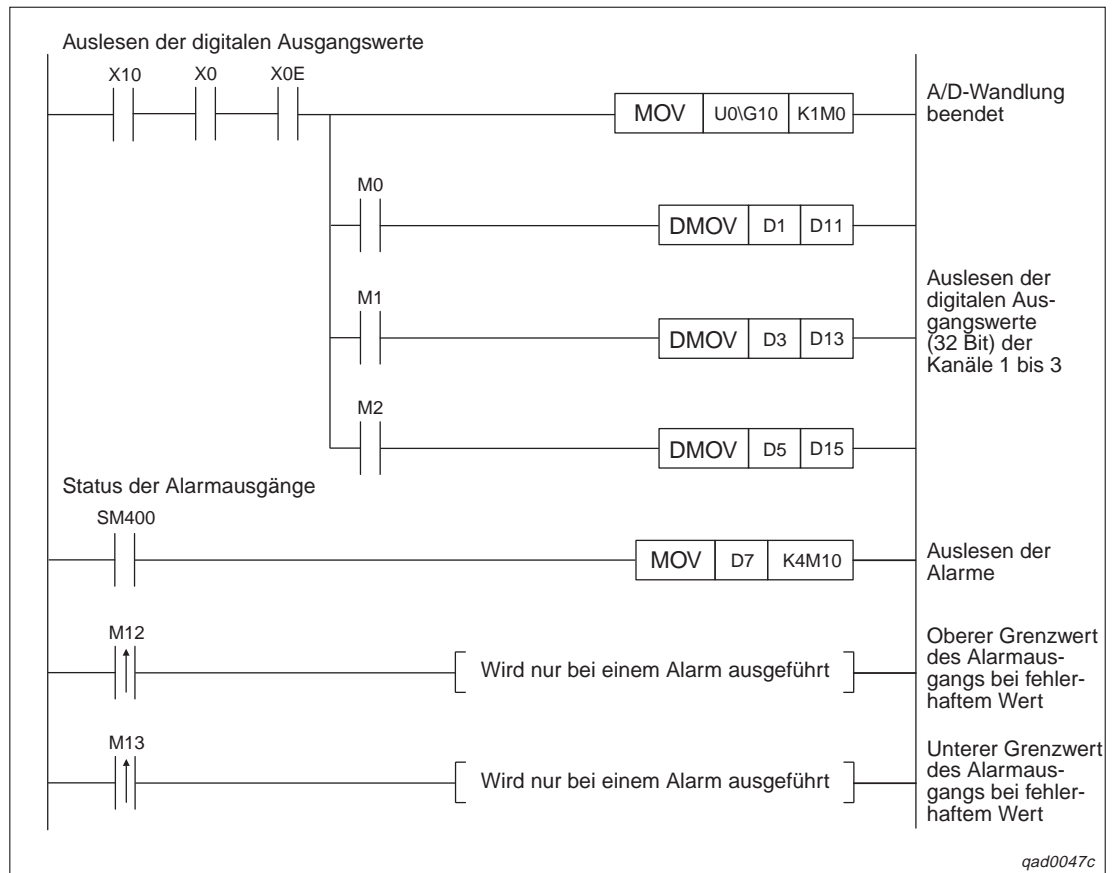 Auslesen der digitalen Ausgangswerte
X10 X0 X0E
MOV U0\G10 K1M0
A/D-Wandlung
beendet
M0
DMOV D1 D11
M1
DMOV D3 D13
Auslesen der
digitalen Aus-
gangswerte
(32 Bit) der
Kanäle 1 bis 3
M2
DMOV D5 D15
Status der Alarmausgänge
SM400
MOV D7 K4M10
Auslesen der
Alarme
M12
Wird nur bei einem Alarm ausgeführt
Oberer Grenzwert
des Alarmaus-
gangs bei fehler-
haftem Wert
M13
Wird nur bei einem Alarm ausgeführt
Unterer Grenzwert
des Alarmaus-
gangs bei fehler-
haftem Wert
qad0047c